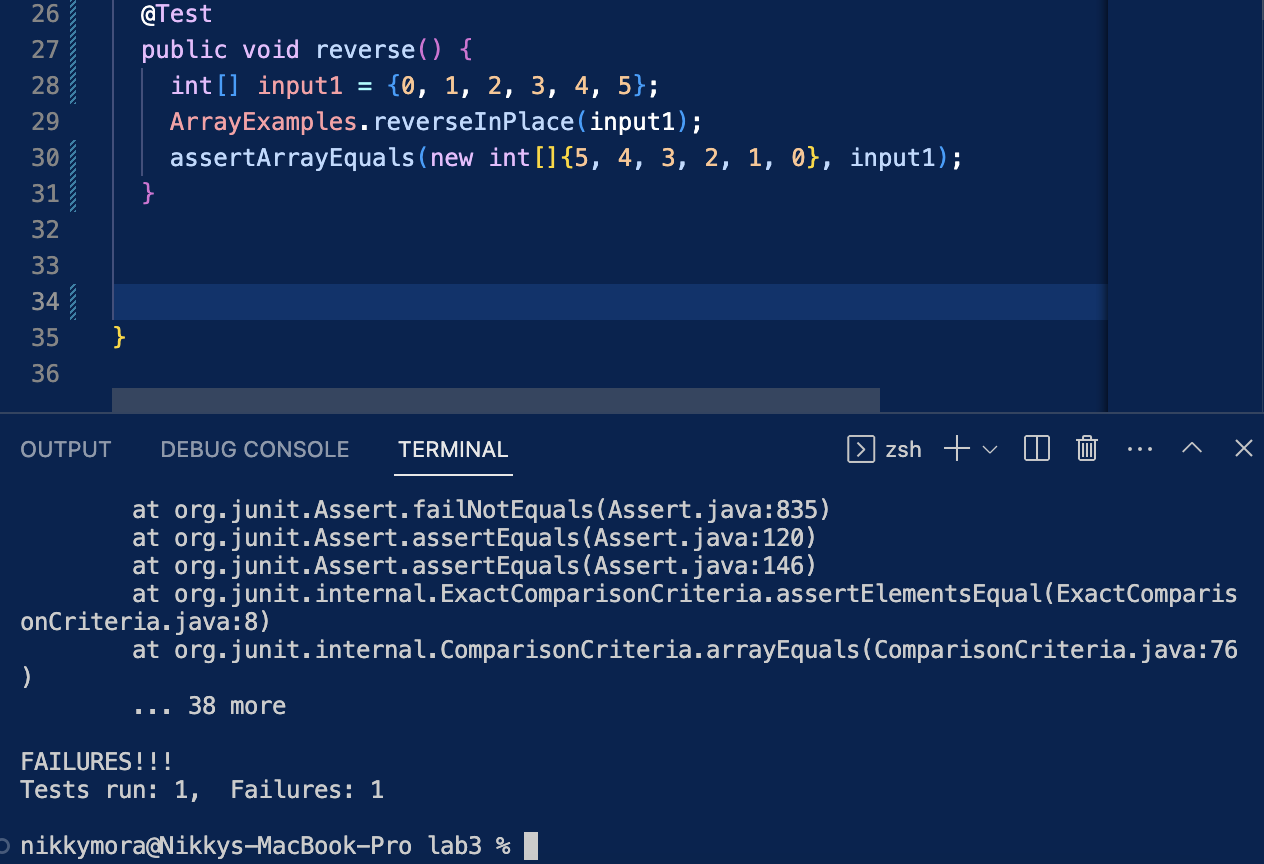 26 @Test
27 public void reverse() {
28 int[] input1 = {0, 1, 2, 3, 4, 5};
29 ArrayExamples.reverseInPlace(input1);
30 assertArrayEquals(new int[]{5, 4, 3, 2, 1, 0}, input1);
31 }
32
33
34
35 }
36
OUTPUT DEBUG CONSOLE TERMINAL zsh
at org.junit.Assert.failNotEquals(Assert.java:835)
at org.junit.Assert.assertEquals(Assert.java:120)
at org.junit.Assert.assertEquals(Assert.java:146)
at org.junit.internal.ExactComparisonCriteria.assertElementsEqual(ExactComparis
onCriteria.java:8)
at org.junit.internal.ComparisonCriteria.arrayEquals(ComparisonCriteria.java:76
)
... 38 more
FAILURES!!!
Tests run: 1,  Failures: 1
nikkymora@Nikkys-MacBook-Pro lab3 %